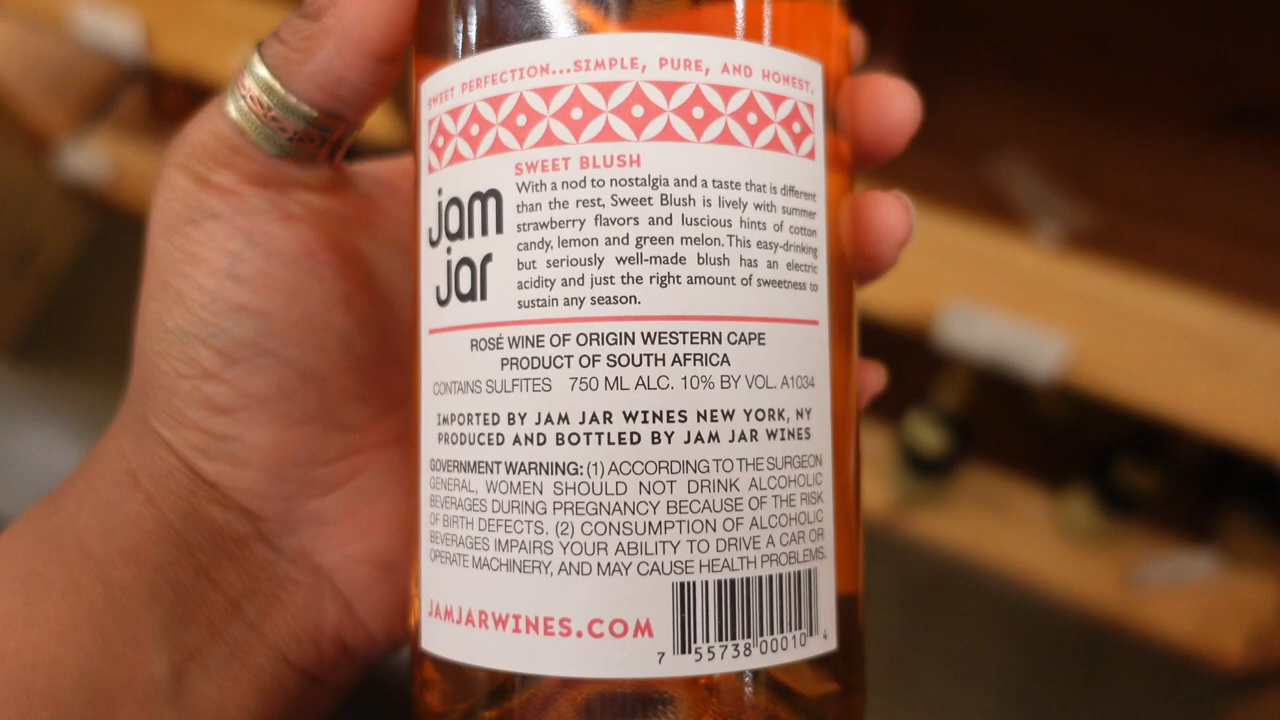 SWEET PERFECTION...SIMPLE, PURE, AND HONEST.
SWEET BLUSH
jam
jar
With a nod to nostalgia and a taste that is different
than the rest, Sweet Blush is lively with summer
strawberry flavors and luscious hints of cotton
candy, lemon and green melon. This easy-drinking
but seriously well-made blush has an electric
acidity and just the right amount of sweetness to
sustain any season.
ROSÉ WINE OF ORIGIN WESTERN CAPE
PRODUCT OF SOUTH AFRICA
CONTAINS SULFITES 750 ML ALC. 10% BY VOL. A1034
IMPORTED BY JAM JAR WINES NEW YORK, NY
PRODUCED AND BOTTLED BY JAM JAR WINES
GOVERNMENT WARNING: (1) ACCORDING TO THE SURGEON
GENERAL, WOMEN SHOULD NOT DRINK ALCOHOLIC
BEVERAGES DURING PREGNANCY BECAUSE OF THE RISK
OF BIRTH DEFECTS. (2) CONSUMPTION OF ALCOHOLIC
BEVERAGES IMPAIRS YOUR ABILITY TO DRIVE A CAR OR
OPERATE MACHINERY, AND MAY CAUSE HEALTH PROBLEMS.
JAMJARWINES.COM
7 55738 00010 4